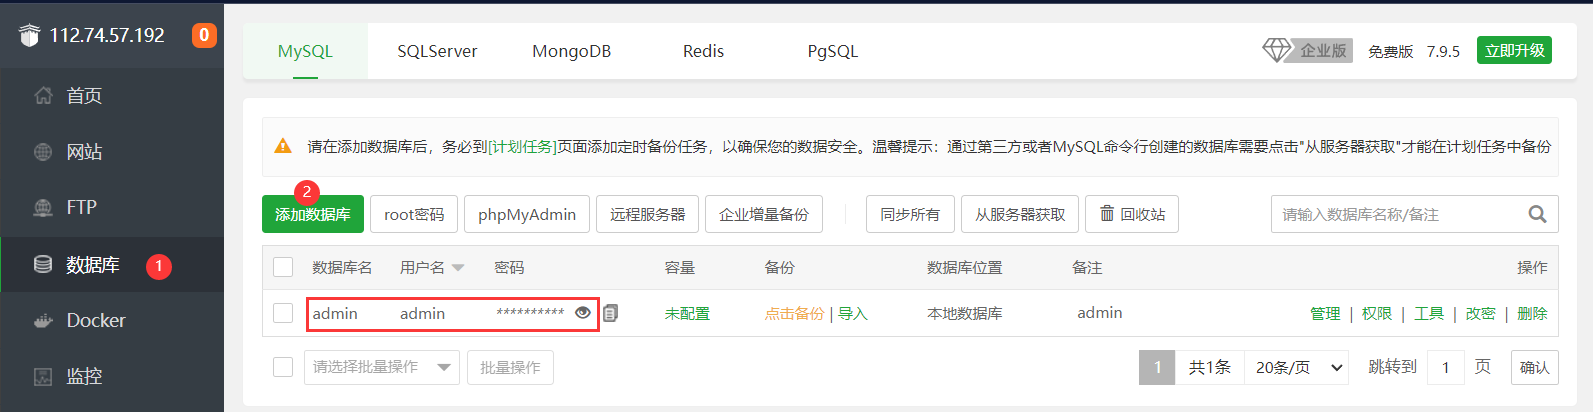 112.74.57.192 0
首页
网站
FTP
数据库 1
Docker
监控
MySQL SQLServer MongoDB Redis PgSQL 企业版 免费版 7.9.5 立即升级
请在添加数据库后，务必到[计划任务]页面添加定时备份任务，以确保您的数据安全。温馨提示：通过第三方或者MySQL命令行创建的数据库需要点击"从服务器获取"才能在计划任务中备份
2
添加数据库 root密码 phpMyAdmin 远程服务器 企业增量备份 同步所有 从服务器获取 回收站 请输入数据库名称/备注
数据库名 用户名 密码 容量 备份 数据库位置 备注 操作
admin admin ********** 未配置 点击备份 | 导入 本地数据库 admin 管理 | 权限 | 工具 | 改密 | 删除
请选择批量操作 批量操作 1 共1条 20条/页 跳转到 1 页 确认